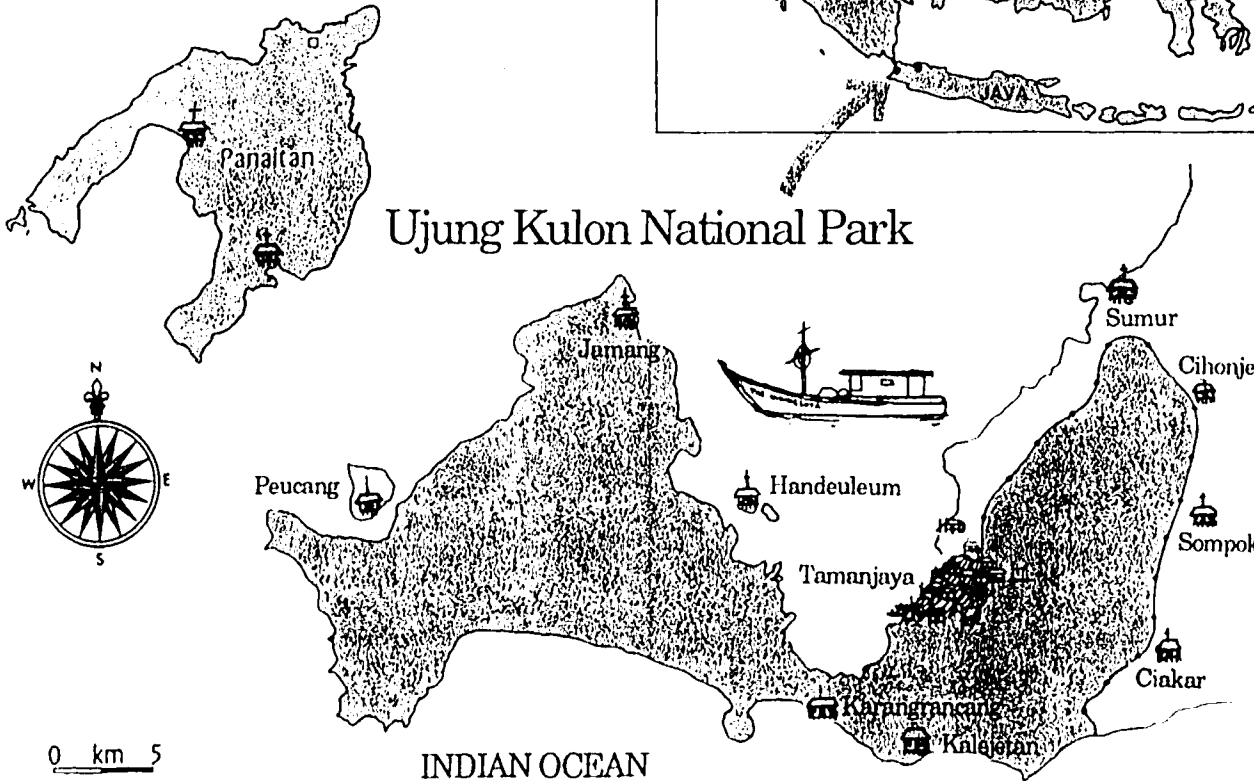 JAVA
Panaitan
Ujung Kulon National Park
Sumur
Jamang
Cihonje
N
W
E
S
Peucang
Handeuleum
Sompok
Tamanjaya
Ciakar
Karangrancang
Kalejetan
0 km 5
INDIAN OCEAN